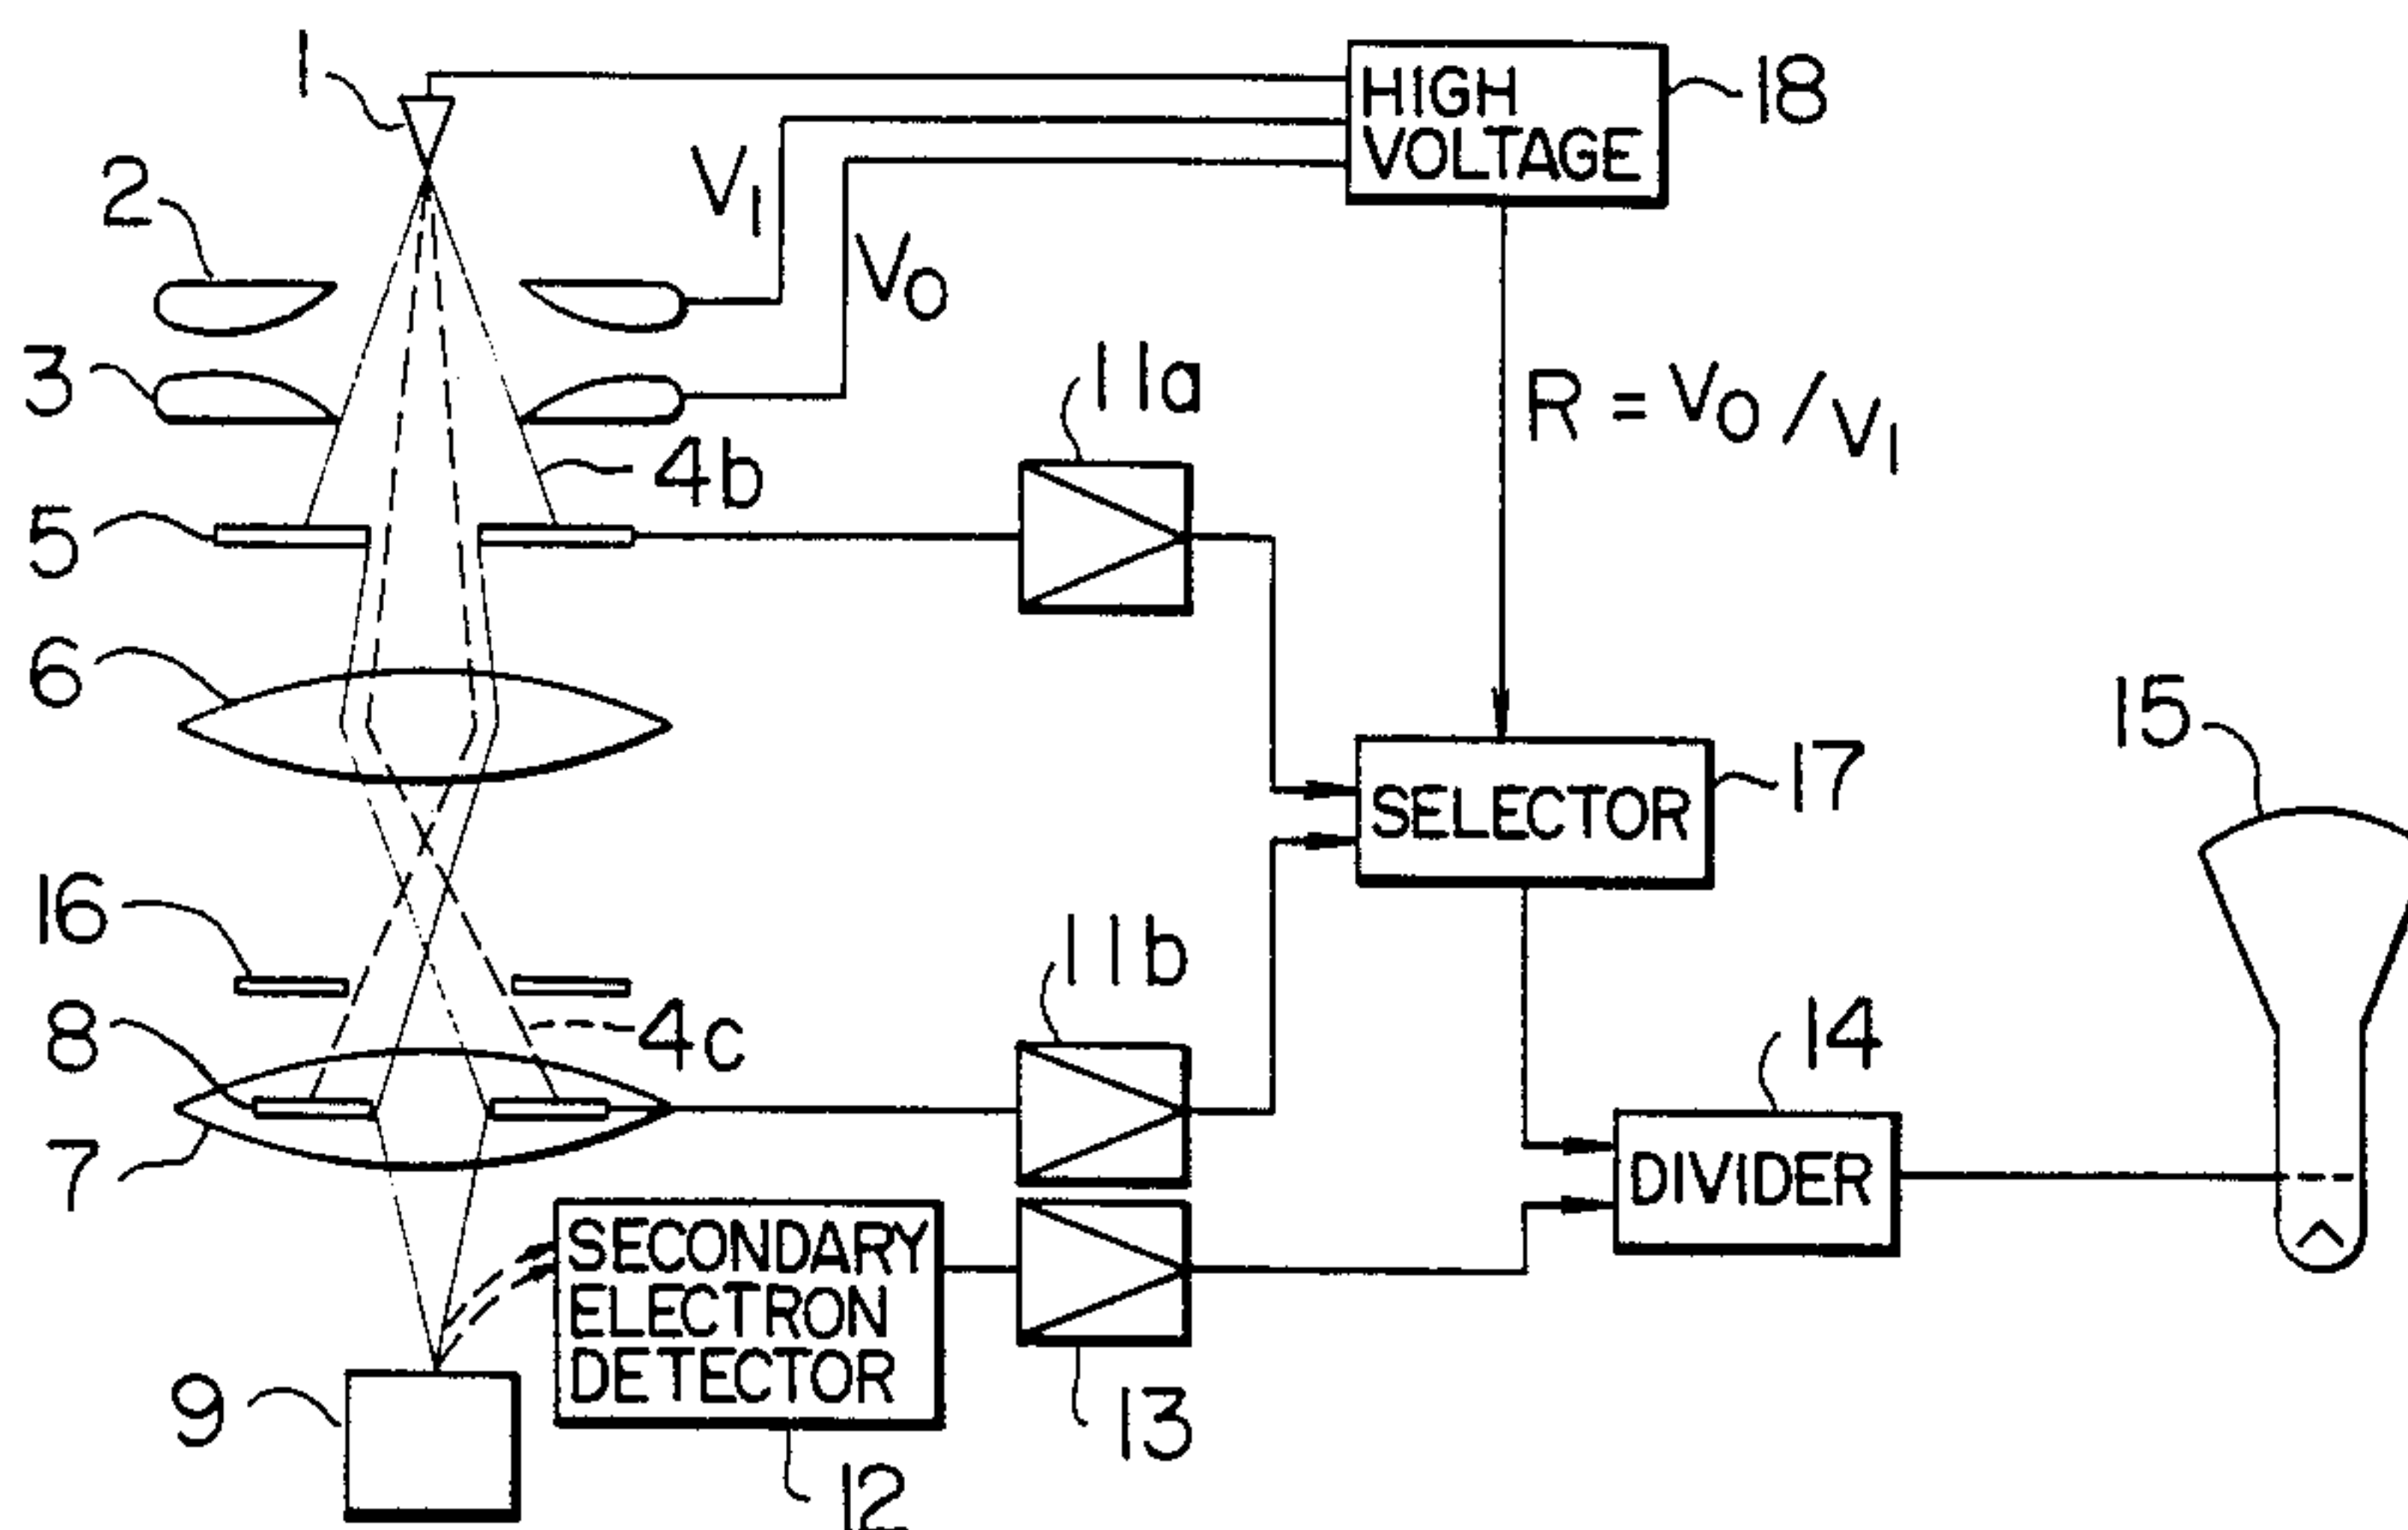 1
HIGH
VOLTAGE
18
2
V1
V0
3
11a
R = V0 / V1
4b
5
6
15
SELECTOR
17
16
11b
8
4c
14
7
DIVIDER
SECONDARY
ELECTRON
DETECTOR
9
13
12